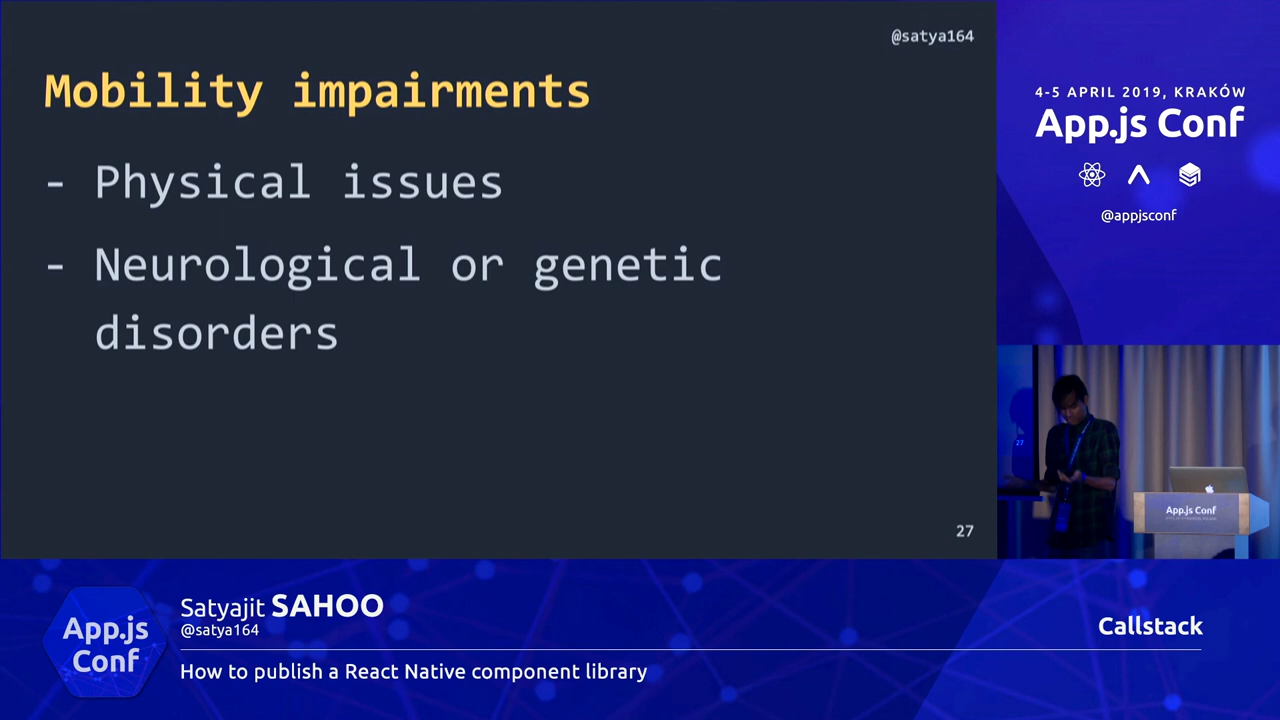 @satya164
Mobility impairments
- Physical issues
- Neurological or genetic
disorders
27
4-5 APRIL 2019, KRAKÓW
App.js Conf
@appjsconf
27
App.js Conf
App.js
Conf
Satyajit SAHOO
@satya164
How to publish a React Native component library
Callstack